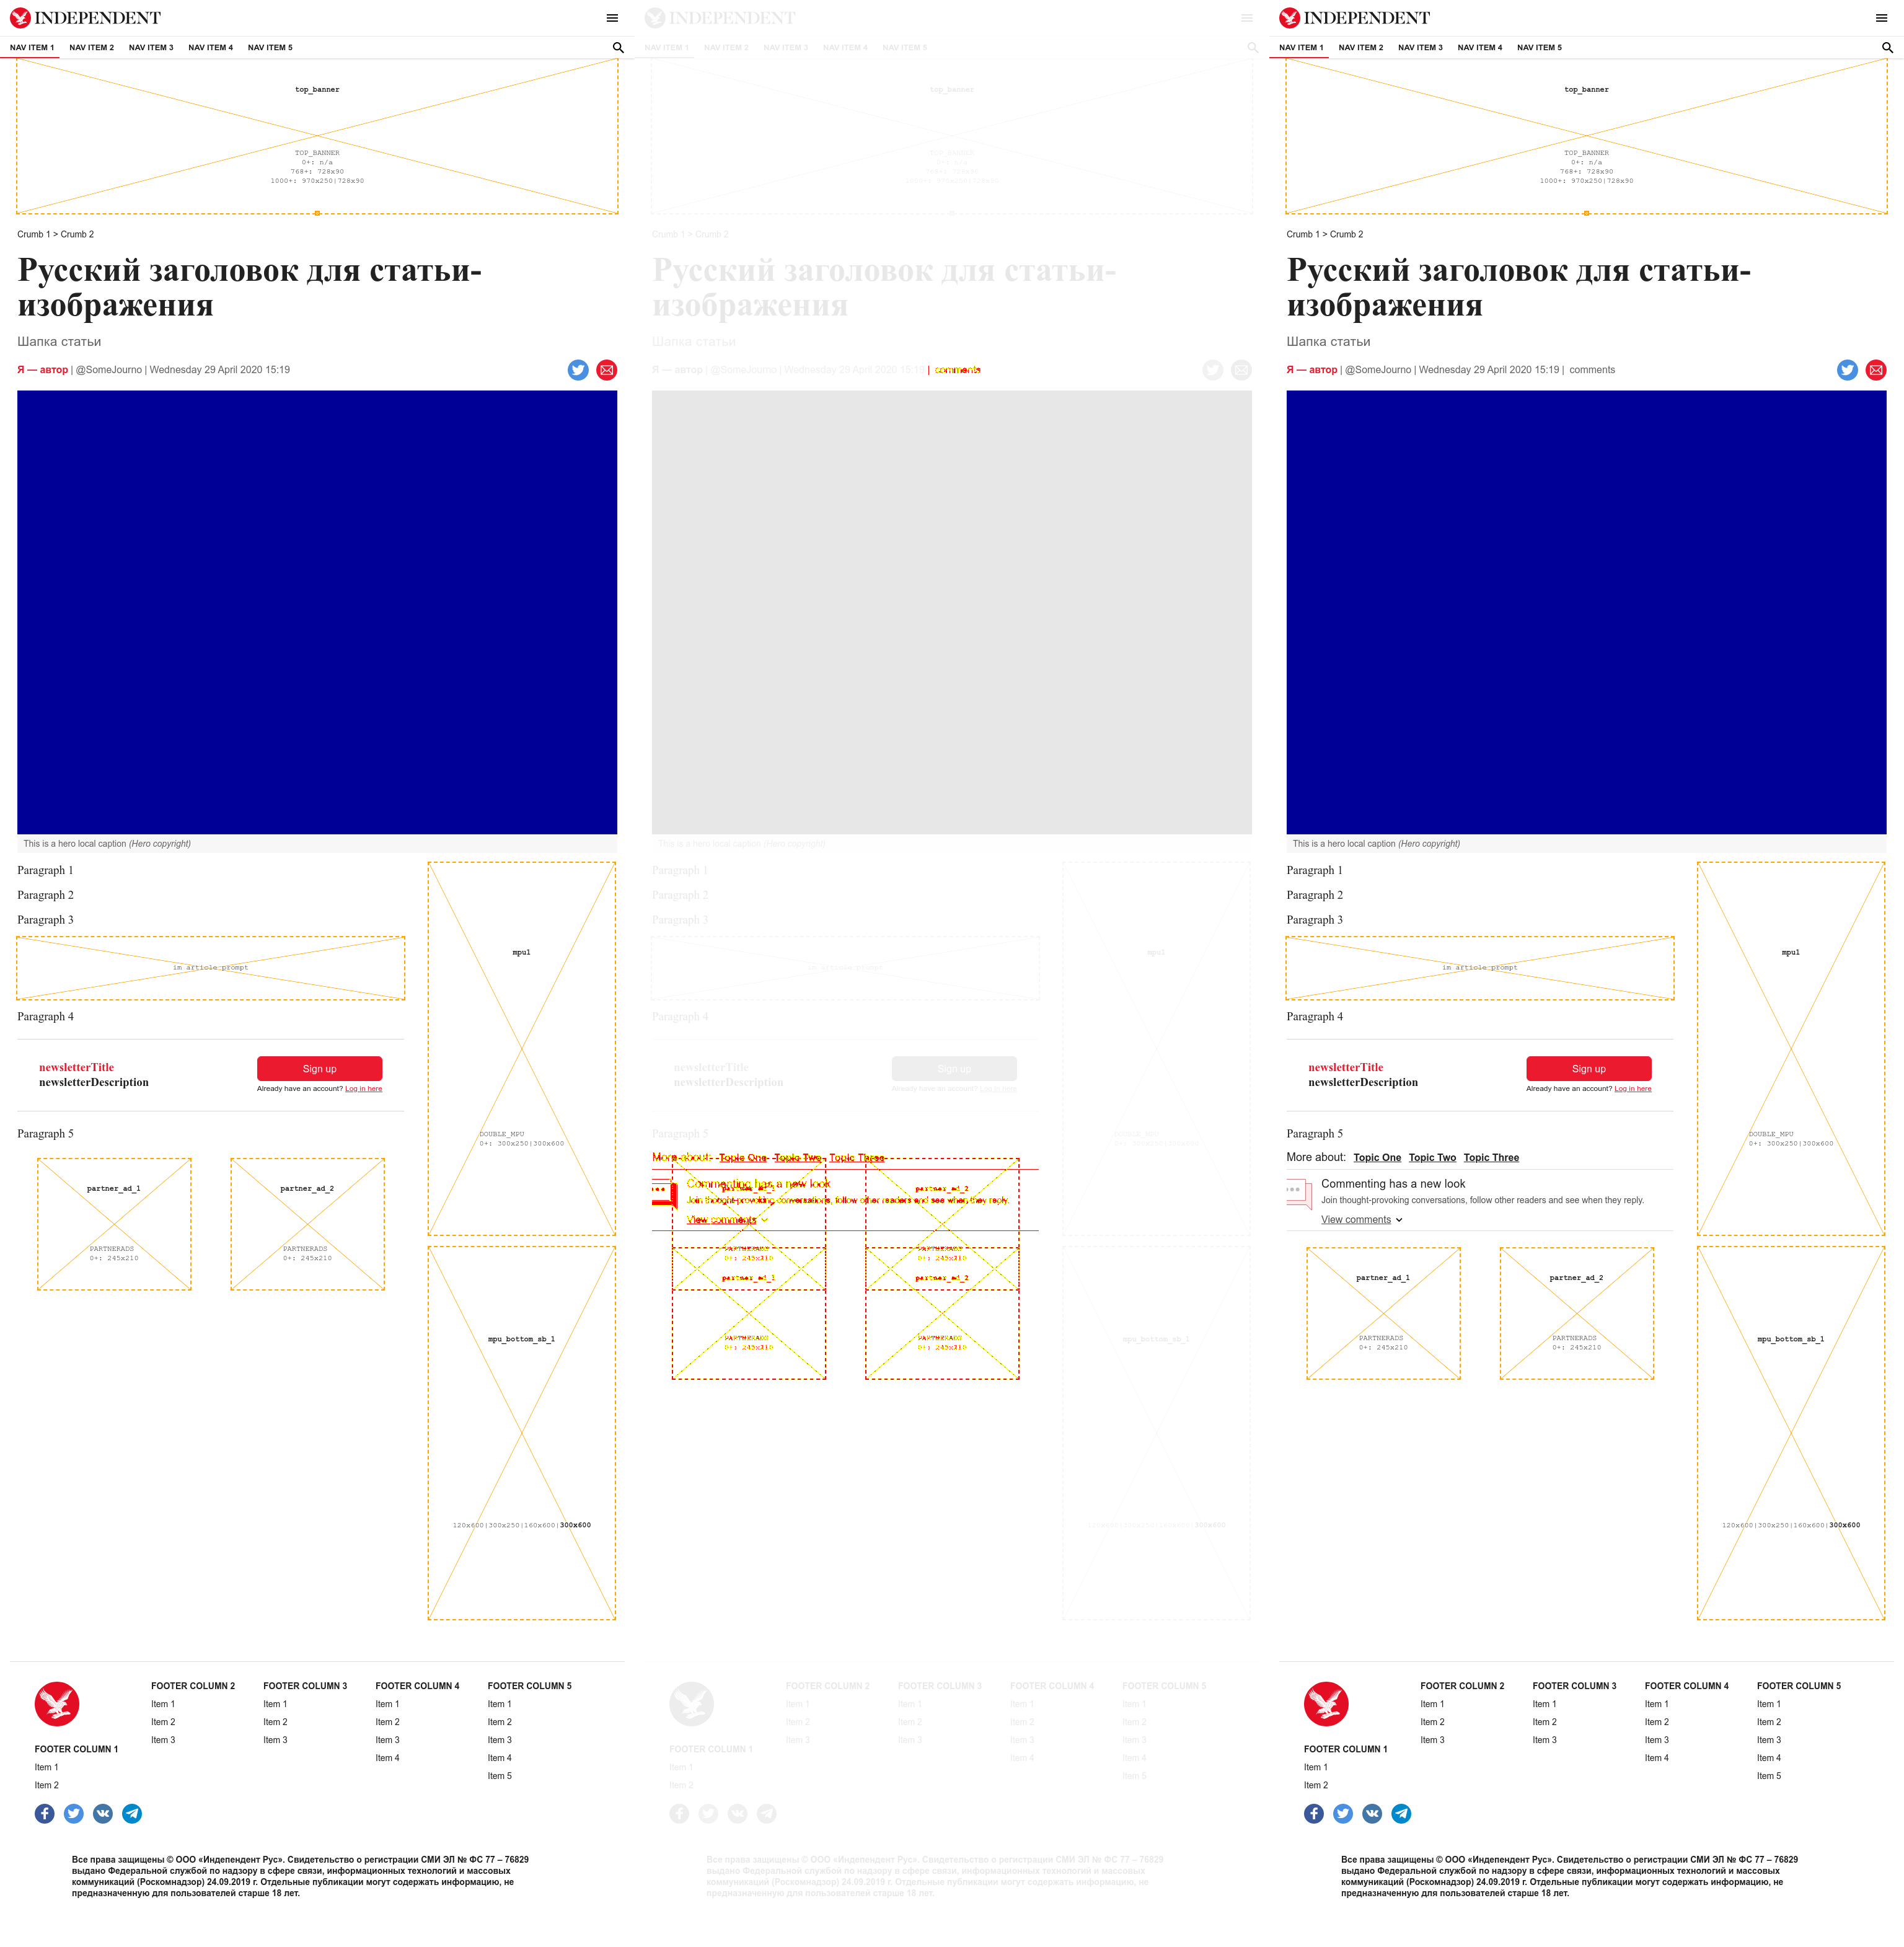 INDEPENDENT
NAV ITEM 1 NAV ITEM 2 NAV ITEM 3 NAV ITEM 4 NAV ITEM 5
top_banner
TOP_BANNER
0+: n/a
768+: 728x90
1000+: 970x250|728x90
Crumb 1 > Crumb 2
Русский заголовок для статьи-
изображения
Шапка статьи
Я — автор | @SomeJourno | Wednesday 29 April 2020 15:19
This is a hero local caption (Hero copyright)
Paragraph 1
Paragraph 2
Paragraph 3
im article prompt
Paragraph 4
newsletterTitle
newsletterDescription
Sign up
Already have an account? Log in here
Paragraph 5
partner_ad_1
PARTNERADS
0+: 245x210
partner_ad_2
PARTNERADS
0+: 245x210
mpu1
DOUBLE_MPU
0+: 300x250|300x600
mpu_bottom_sb_1
120x600|300x250|160x600|300x600
FOOTER COLUMN 1
Item 1
Item 2
FOOTER COLUMN 2
Item 1
Item 2
Item 3
FOOTER COLUMN 3
Item 1
Item 2
Item 3
FOOTER COLUMN 4
Item 1
Item 2
Item 3
Item 4
FOOTER COLUMN 5
Item 1
Item 2
Item 3
Item 4
Item 5
Все права защищены © ООО «Индепендент Рус». Свидетельство о регистрации СМИ ЭЛ № ФС 77 – 76829
выдано Федеральной службой по надзору в сфере связи, информационных технологий и массовых
коммуникаций (Роскомнадзор) 24.09.2019 г. Отдельные публикации могут содержать информацию, не
предназначенную для пользователей старше 18 лет.
INDEPENDENT
NAV ITEM 1 NAV ITEM 2 NAV ITEM 3 NAV ITEM 4 NAV ITEM 5
top_banner
Crumb 1 > Crumb 2
Русский заголовок для статьи-
изображения
Шапка статьи
Я — автор | @SomeJourno | Wednesday 29 April 2020 15:19 | comments
This is a hero local caption (Hero copyright)
Paragraph 1
Paragraph 2
Paragraph 3
im article prompt
Paragraph 4
newsletterTitle
newsletterDescription
Sign up
Already have an account? Log in here
Paragraph 5
More about: Topic One Topic Two Topic Three
Commenting has a new look
Join thought-provoking conversations, follow other readers and see when they reply.
View comments
partner_ad_1
partner_ad_2
PARTNERADS
0+: 245x210
PARTNERADS
0+: 245x210
partner_ad_1
partner_ad_2
PARTNERADS
0+: 245x210
PARTNERADS
0+: 245x210
mpu1
mpu_bottom_sb_1
FOOTER COLUMN 1
Item 1
Item 2
FOOTER COLUMN 2
Item 1
Item 2
Item 3
FOOTER COLUMN 3
Item 1
Item 2
Item 3
FOOTER COLUMN 4
Item 1
Item 2
Item 3
Item 4
FOOTER COLUMN 5
Item 1
Item 2
Item 3
Item 4
Item 5
Все права защищены © ООО «Индепендент Рус». Свидетельство о регистрации СМИ ЭЛ № ФС 77 – 76829
выдано Федеральной службой по надзору в сфере связи, информационных технологий и массовых
коммуникаций (Роскомнадзор) 24.09.2019 г. Отдельные публикации могут содержать информацию, не
предназначенную для пользователей старше 18 лет.
INDEPENDENT
NAV ITEM 1 NAV ITEM 2 NAV ITEM 3 NAV ITEM 4 NAV ITEM 5
top_banner
TOP_BANNER
0+: n/a
768+: 728x90
1000+: 970x250|728x90
Crumb 1 > Crumb 2
Русский заголовок для статьи-
изображения
Шапка статьи
Я — автор | @SomeJourno | Wednesday 29 April 2020 15:19 | comments
This is a hero local caption (Hero copyright)
Paragraph 1
Paragraph 2
Paragraph 3
im article prompt
Paragraph 4
newsletterTitle
newsletterDescription
Sign up
Already have an account? Log in here
Paragraph 5
More about: Topic One Topic Two Topic Three
Commenting has a new look
Join thought-provoking conversations, follow other readers and see when they reply.
View comments
partner_ad_1
PARTNERADS
0+: 245x210
partner_ad_2
PARTNERADS
0+: 245x210
mpu1
DOUBLE_MPU
0+: 300x250|300x600
mpu_bottom_sb_1
120x600|300x250|160x600|300x600
FOOTER COLUMN 1
Item 1
Item 2
FOOTER COLUMN 2
Item 1
Item 2
Item 3
FOOTER COLUMN 3
Item 1
Item 2
Item 3
FOOTER COLUMN 4
Item 1
Item 2
Item 3
Item 4
FOOTER COLUMN 5
Item 1
Item 2
Item 3
Item 4
Item 5
Все права защищены © ООО «Индепендент Рус». Свидетельство о регистрации СМИ ЭЛ № ФС 77 – 76829
выдано Федеральной службой по надзору в сфере связи, информационных технологий и массовых
коммуникаций (Роскомнадзор) 24.09.2019 г. Отдельные публикации могут содержать информацию, не
предназначенную для пользователей старше 18 лет.